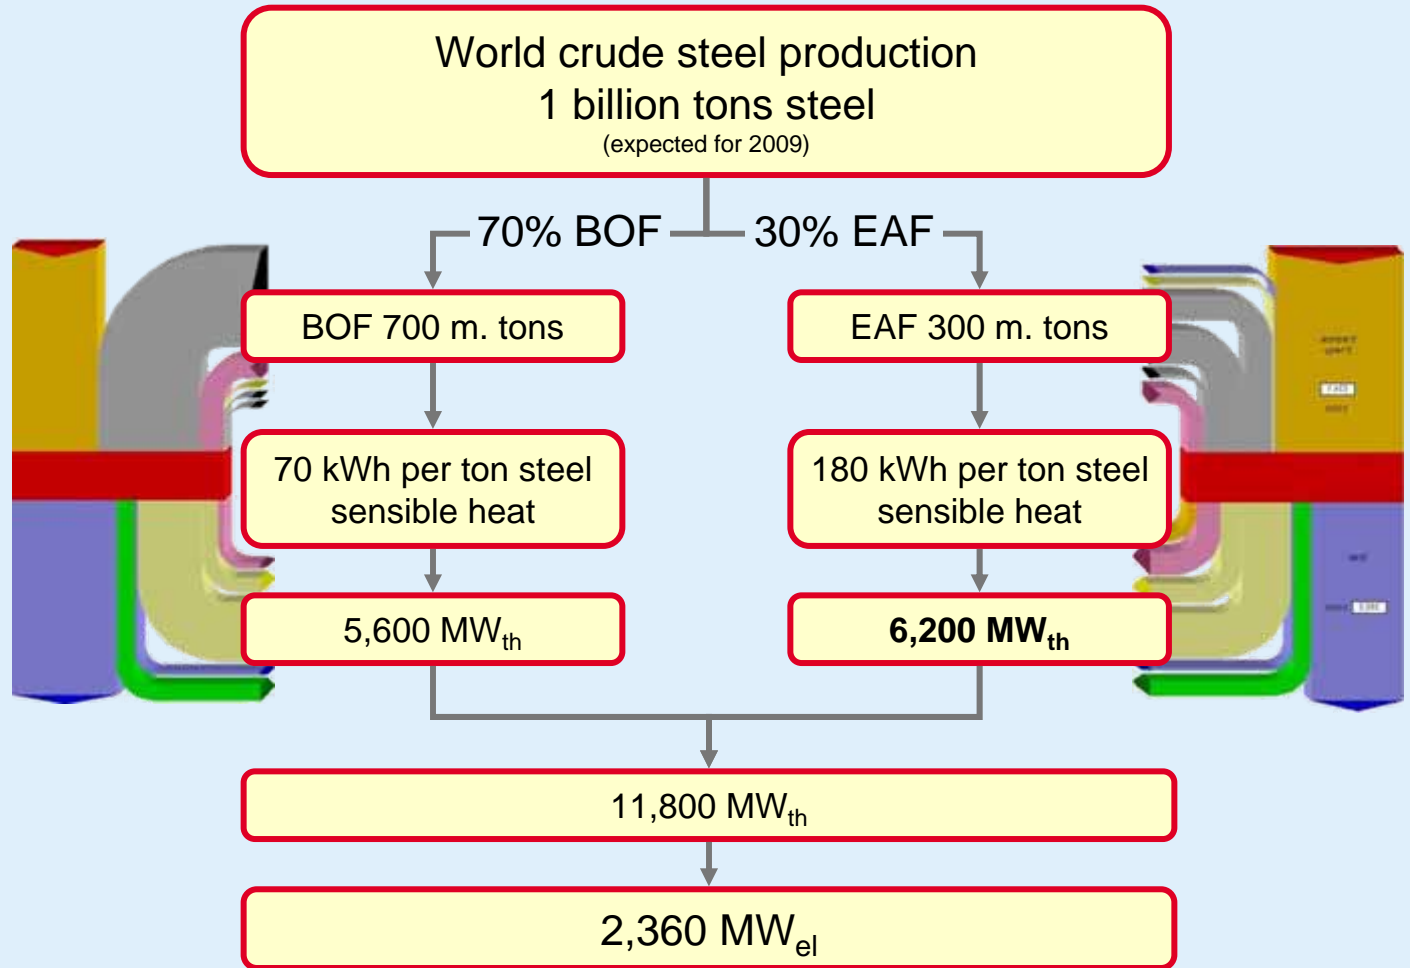 World crude steel production
1 billion tons steel
(expected for 2009)
70% BOF
30% EAF
BOF 700 m. tons
EAF 300 m. tons
70 kWh per ton steel
sensible heat
180 kWh per ton steel
sensible heat
5,600 MWth
6,200 MWth
11,800 MWth
2,360 MWel